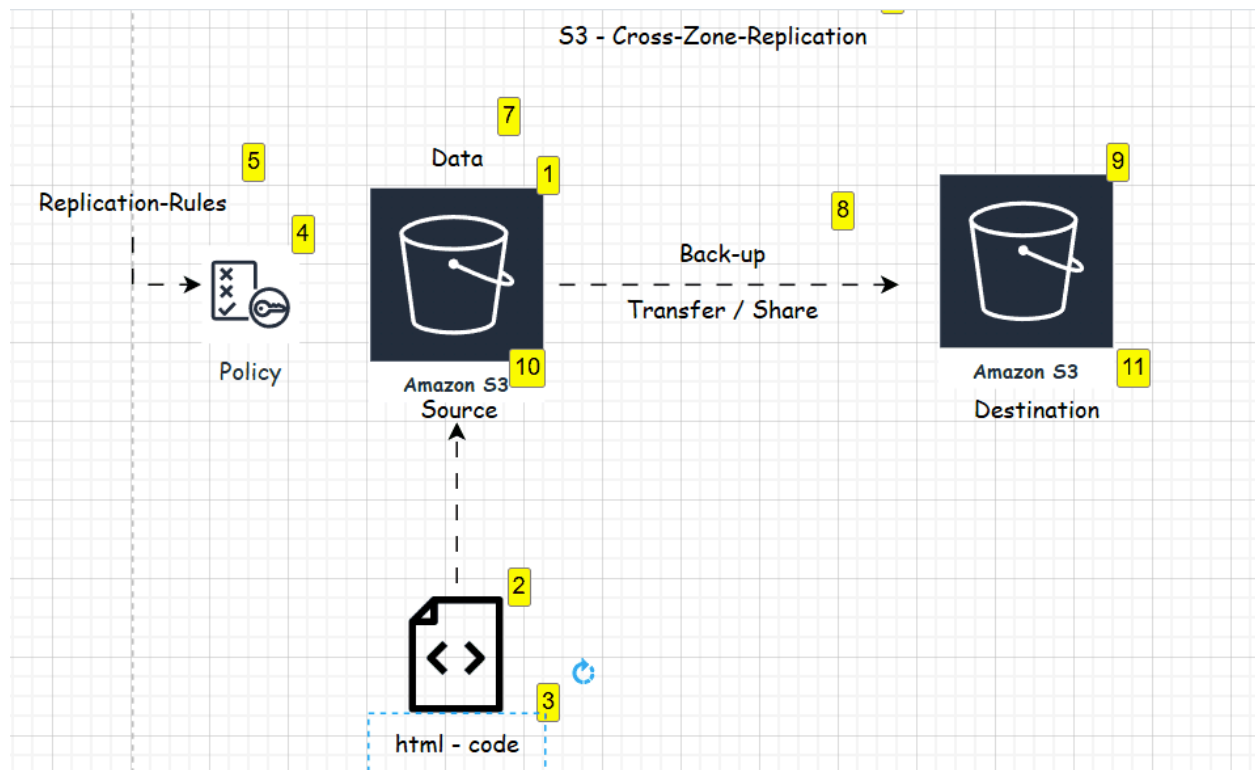 S3 - Cross-Zone-Replication
7
5
Data
1
9
Replication-Rules
8
4
Back-up
Transfer / Share
Policy
10
11
Amazon S3
Source
Amazon S3
Destination
2
3
html - code